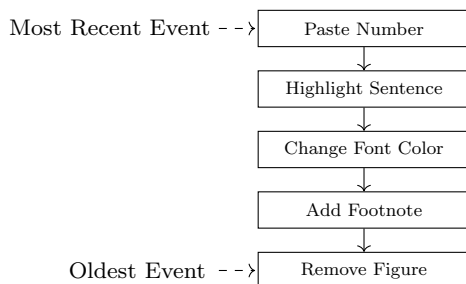 Most Recent Event
Paste Number
Highlight Sentence
Change Font Color
Add Footnote
Oldest Event
Remove Figure